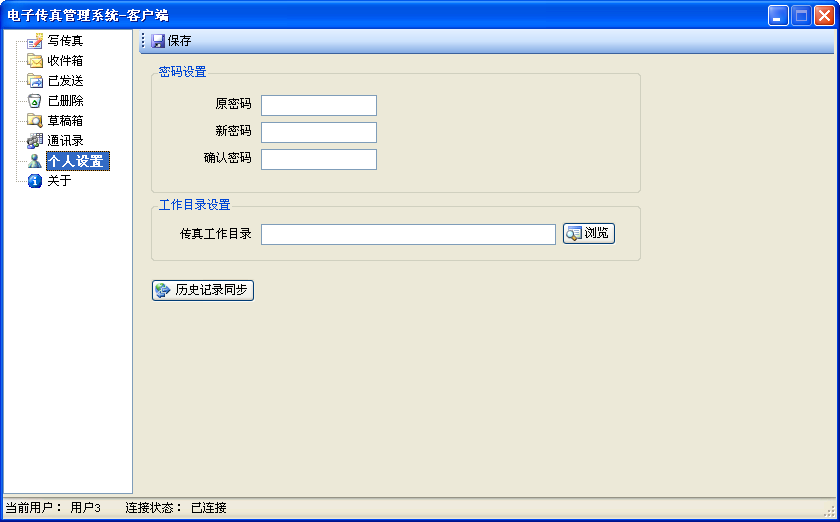 电子传真管理系统-客户端
写传真
收件箱
已发送
已删除
草稿箱
通讯录
个人设置
关于
保存
密码设置
原密码
新密码
确认密码
工作目录设置
传真工作目录
浏览
历史记录同步
当前用户： 用户3 连接状态： 已连接